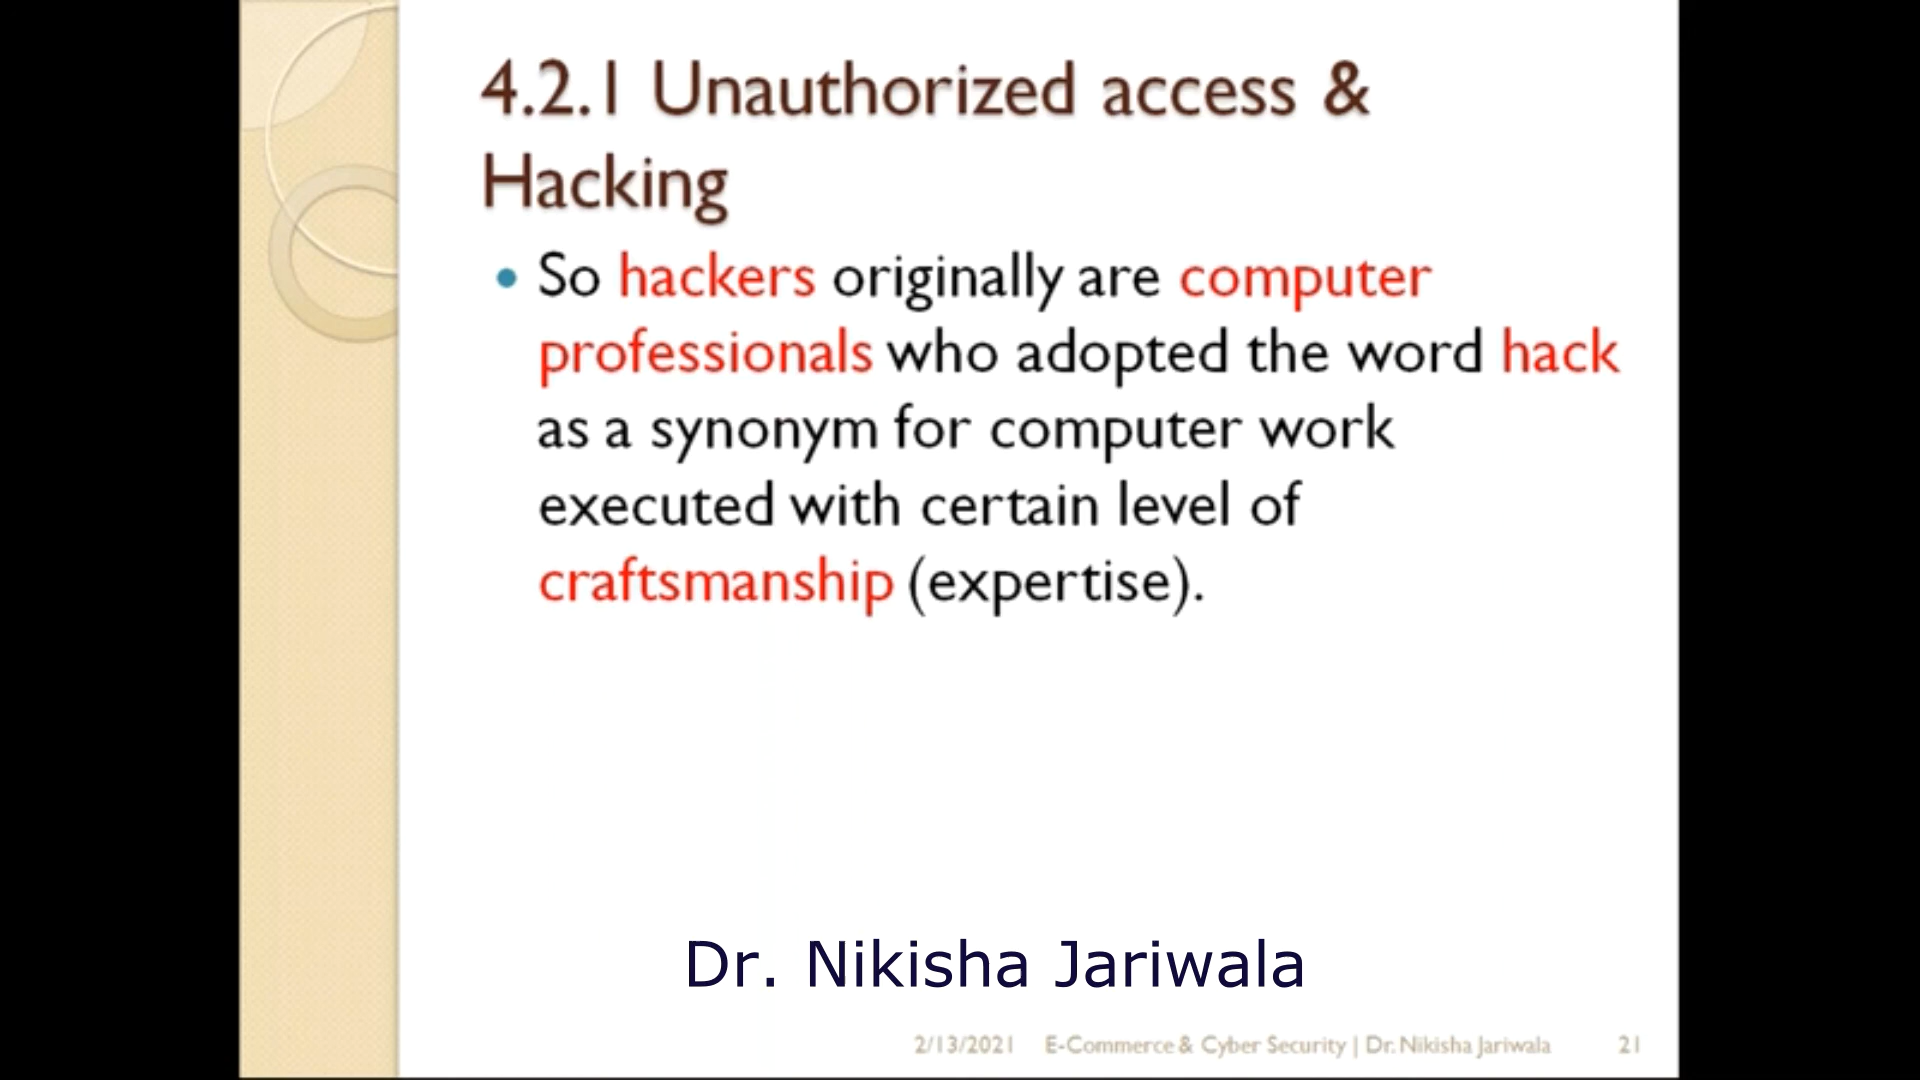 4.2.1 Unauthorized access &
Hacking
• So hackers originally are computer
professionals who adopted the word hack
as a synonym for computer work
executed with certain level of
craftsmanship (expertise).
Dr. Nikisha Jariwala
2/13/2021 E-Commerce & Cyber Security | Dr. Nikisha Jariwala 21